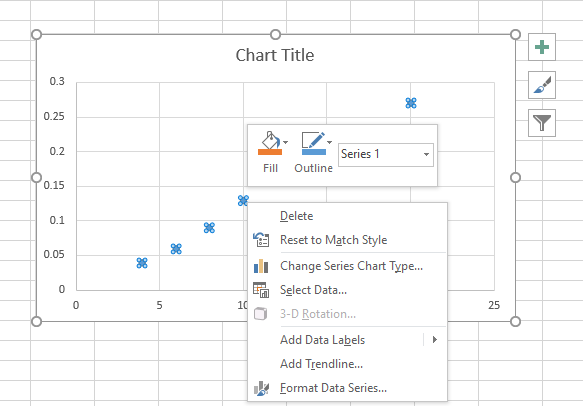 Chart Title
0.3
0.25
0.2
0.15
0.1
0.05
0
0
5
10
25
Fill
Outline
Series 1
Delete
Reset to Match Style
Change Series Chart Type...
Select Data...
3-D Rotation...
Add Data Labels
Add Trendline...
Format Data Series...